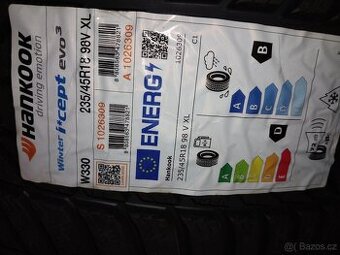 HANKOOK
driving emotion
Winter i*cept evo3
W330
S 1026309
235/45R18 98V XL
A 1026309
ENERG
Hankook
235/45R18 98 V XL
1026309
C1
B
A B C D E
D
A B C D E
bazos.cz